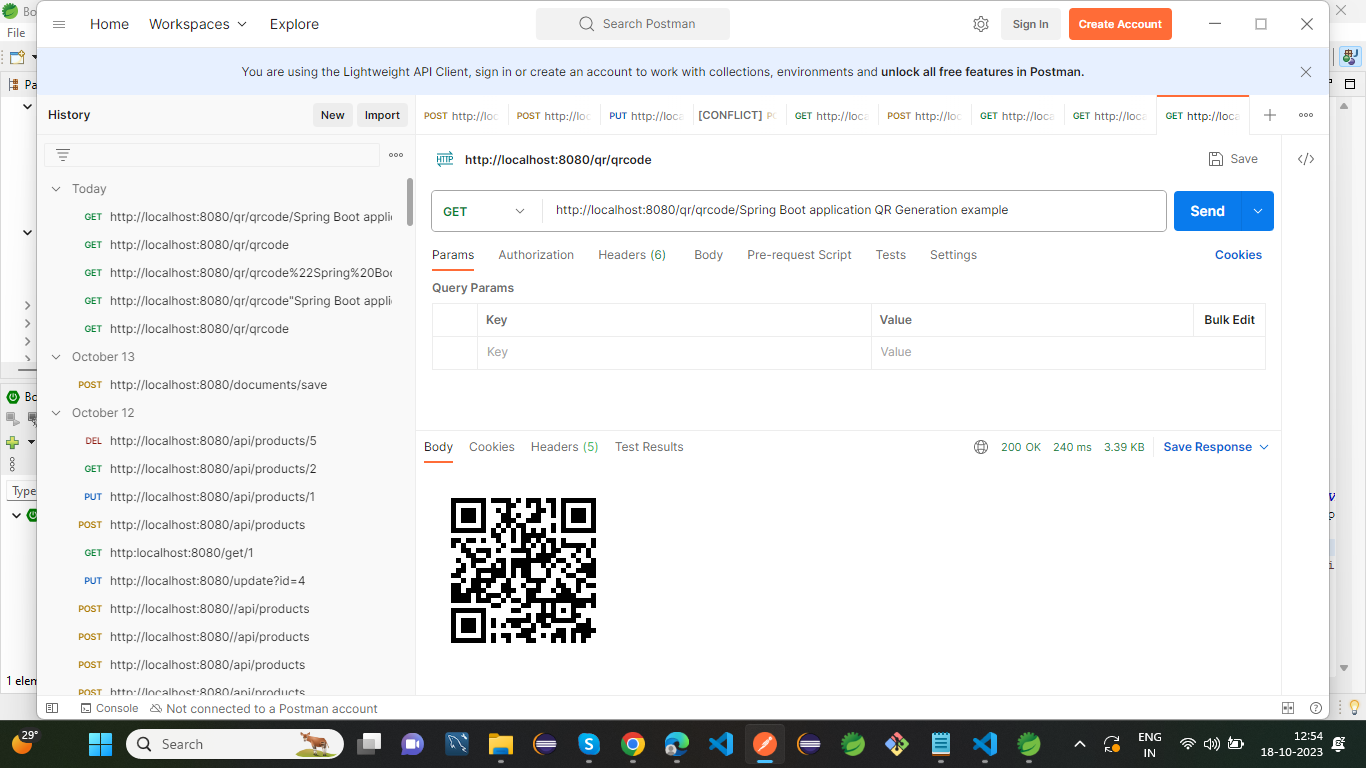 Bo
File
Home
Workspaces
Explore
Search Postman
Sign In
Create Account
You are using the Lightweight API Client, sign in or create an account to work with collections, environments and unlock all free features in Postman.
Pa
History
New
Import
POST http://loc
POST http://loc
PUT http://loca
[CONFLICT] PO
GET http://loca
POST http://loc
GET http://loca
GET http://loca
GET http://loca
HTTP http://localhost:8080/qr/qrcode
Save
Today
GET http://localhost:8080/qr/qrcode/Spring Boot appli
GET http://localhost:8080/qr/qrcode
GET http://localhost:8080/qr/qrcode%22Spring%20Boo
GET http://localhost:8080/qr/qrcode"Spring Boot appli
GET http://localhost:8080/qr/qrcode
October 13
POST http://localhost:8080/documents/save
October 12
DEL http://localhost:8080/api/products/5
GET http://localhost:8080/api/products/2
PUT http://localhost:8080/api/products/1
POST http://localhost:8080/api/products
GET http:localhost:8080/get/1
PUT http://localhost:8080/update?id=4
POST http://localhost:8080//api/products
POST http://localhost:8080//api/products
POST http://localhost:8080/api/products
POST http://localhost:8080/api/products
GET
http://localhost:8080/qr/qrcode/Spring Boot application QR Generation example
Send
Params
Authorization
Headers (6)
Body
Pre-request Script
Tests
Settings
Cookies
Query Params
Key
Value
Bulk Edit
Key
Value
Body
Cookies
Headers (5)
Test Results
200 OK
240 ms
3.39 KB
Save Response
Bo
Type
1 elem
Console
Not connected to a Postman account
29°
Search
ENG
IN
12:54
18-10-2023